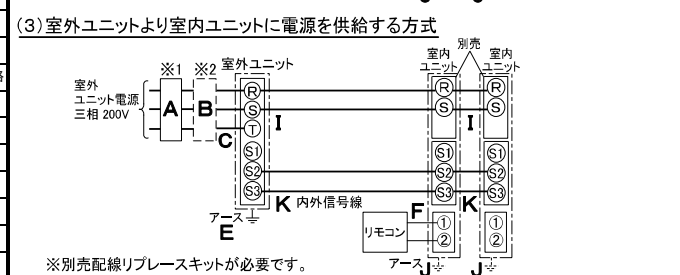 (3)室外ユニットより室内ユニットに電源を供給する方式
別売
※1 ※2 室外ユニット 室内ユニット 室内ユニット
室外
ユニット電源
三相 200V
A B C
R S T S1 S2 S3
I
R S S1 S2 S3
I
R S S1 S2 S3
K 内外信号線 K
アース
E
F
リモコン
① ②
① ②
アース J J
※別売配線リプレースキットが必要です。